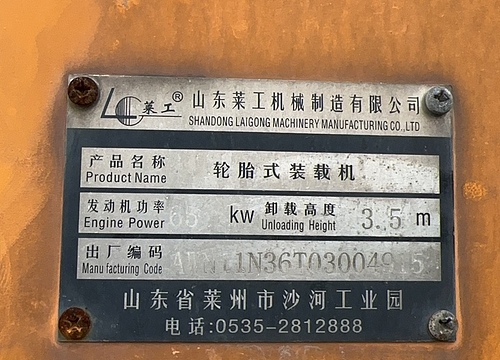 莱工® 山东莱工机械制造有限公司
SHANDONG LAIGONG MACHINERY MANUFACTURING CO.,LTD
产品名称 轮胎式装载机
Product Name
发动机功率 65 kw 卸载高度 3.5 m
Engine Power Unloading Height
出厂编码
Manufacturing Code
山东省莱州市沙河工业园
电话:0535-2812888